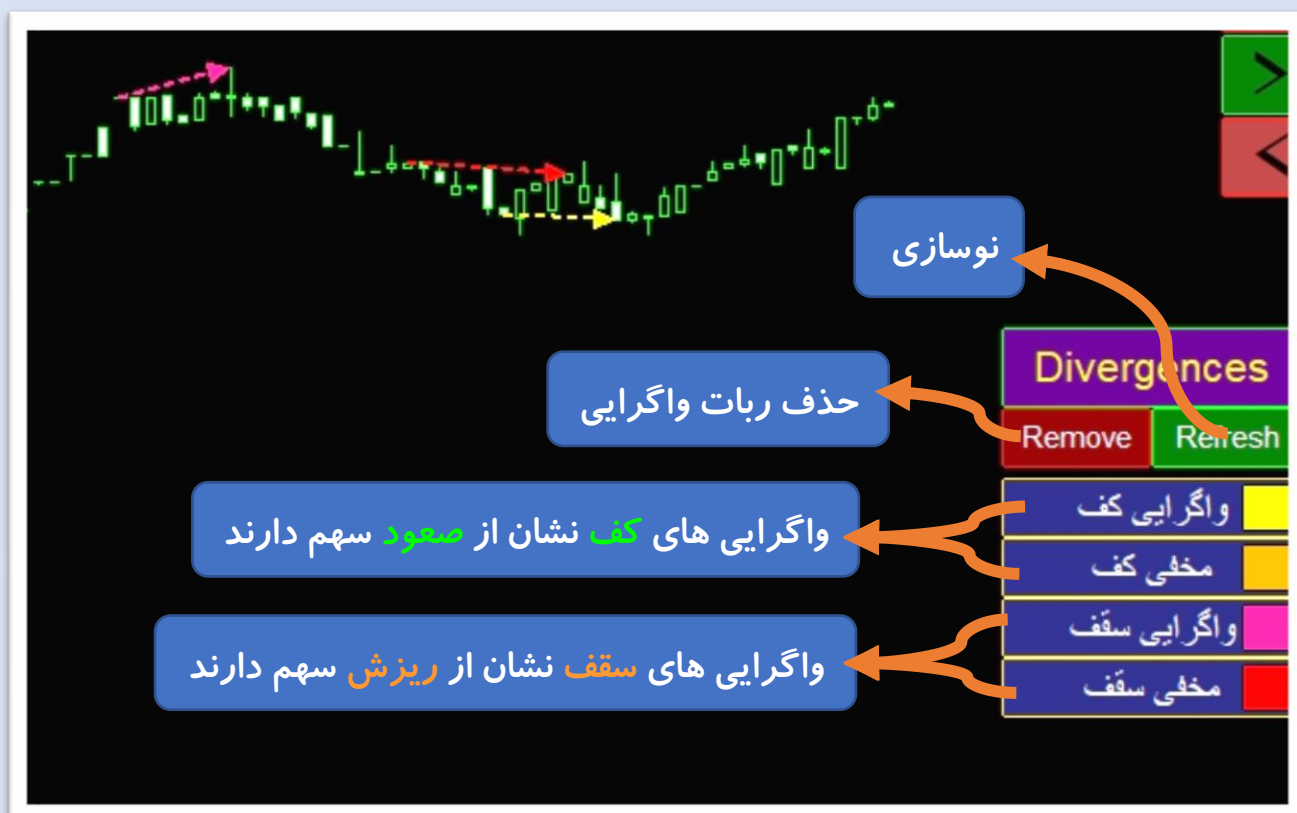 >
<
نوسازی
Divergences
حذف ربات واگرایی
Remove
Refresh
واگرایی کف
واگرایی های کف نشان از صعود سهم دارند
مخفی کف
واگرایی سقف
واگرایی های سقف نشان از ریزش سهم دارند
مخفی سقف